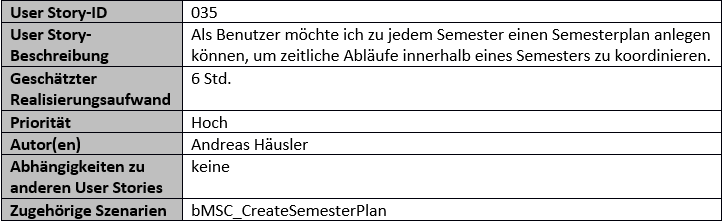 User Story-ID 035
User Story- Als Benutzer möchte ich zu jedem Semester einen Semesterplan anlegen
Beschreibung können, um zeitliche Abläufe innerhalb eines Semesters zu koordinieren.
Geschätzter 6 Std.
Realisierungsaufwand
Priorität Hoch
Autor(en) Andreas Häusler
Abhängigkeiten zu keine
anderen User Stories
Zugehörige Szenarien bMSC_CreateSemesterPlan